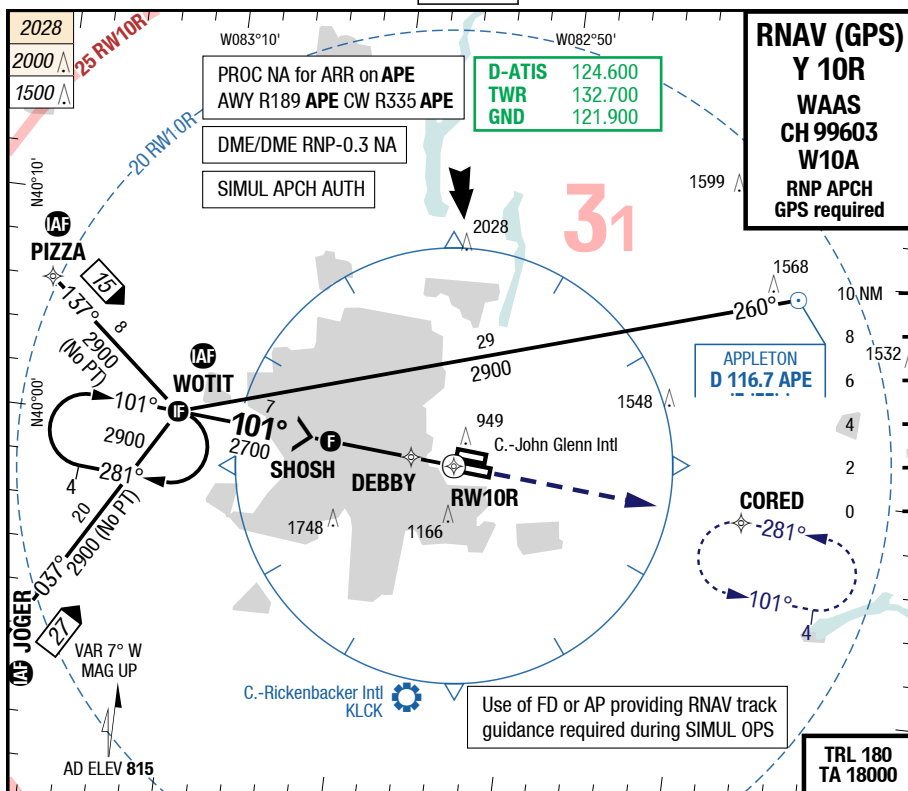 2028
2000
1500
25 RW10R
20 RW10R
W083°10'
W082°50'
PROC NA for ARR on APE
AWY R189 APE CW R335 APE
DME/DME RNP-0.3 NA
SIMUL APCH AUTH
D-ATIS 124.600
TWR 132.700
GND 121.900
RNAV (GPS)
Y 10R
WAAS
CH 99603
W10A
RNP APCH
GPS required
N40°10'
1599
31
2028
IAF
PIZZA
15
137°
8
2900
(No PT)
1568
260°
10 NM
8
6
4
2
0
29
2900
APPLETON
D 116.7 APE
1532
1548
IAF
WOTIT
N40°00'
101°
IF
7
101°
2700
2900
281°
4
F
SHOSH
DEBBY
949
C.-John Glenn Intl
RW10R
1748
1166
CORED
281°
101°
4
20
2900 (No PT)
037°
27
IAF JOGER
VAR 7° W
MAG UP
AD ELEV 815
C.-Rickenbacker Intl
KLCK
Use of FD or AP providing RNAV track
guidance required during SIMUL OPS
TRL 180
TA 18000